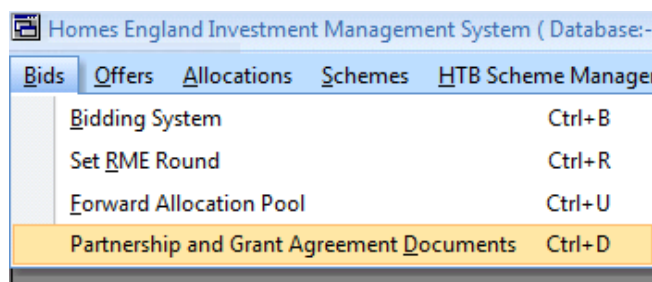 Homes England Investment Management System ( Database:-
Bids Offers Allocations Schemes HTB Scheme Manage
Bidding System Ctrl+B
Set RME Round Ctrl+R
Forward Allocation Pool Ctrl+U
Partnership and Grant Agreement Documents Ctrl+D